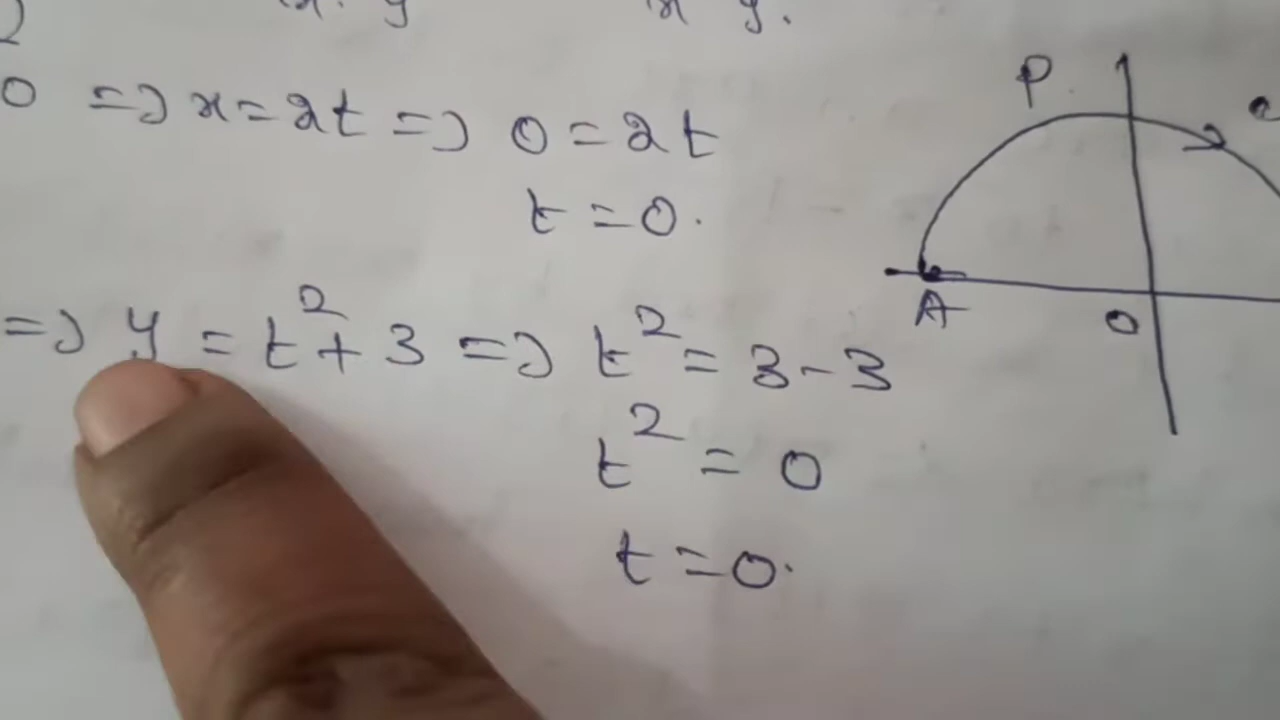 x. y x y.
0 => x = 2t => 0 = 2t
t = 0.
=> y = t² + 3 => t² = 3 - 3
t² = 0
t = 0.
P
A
O